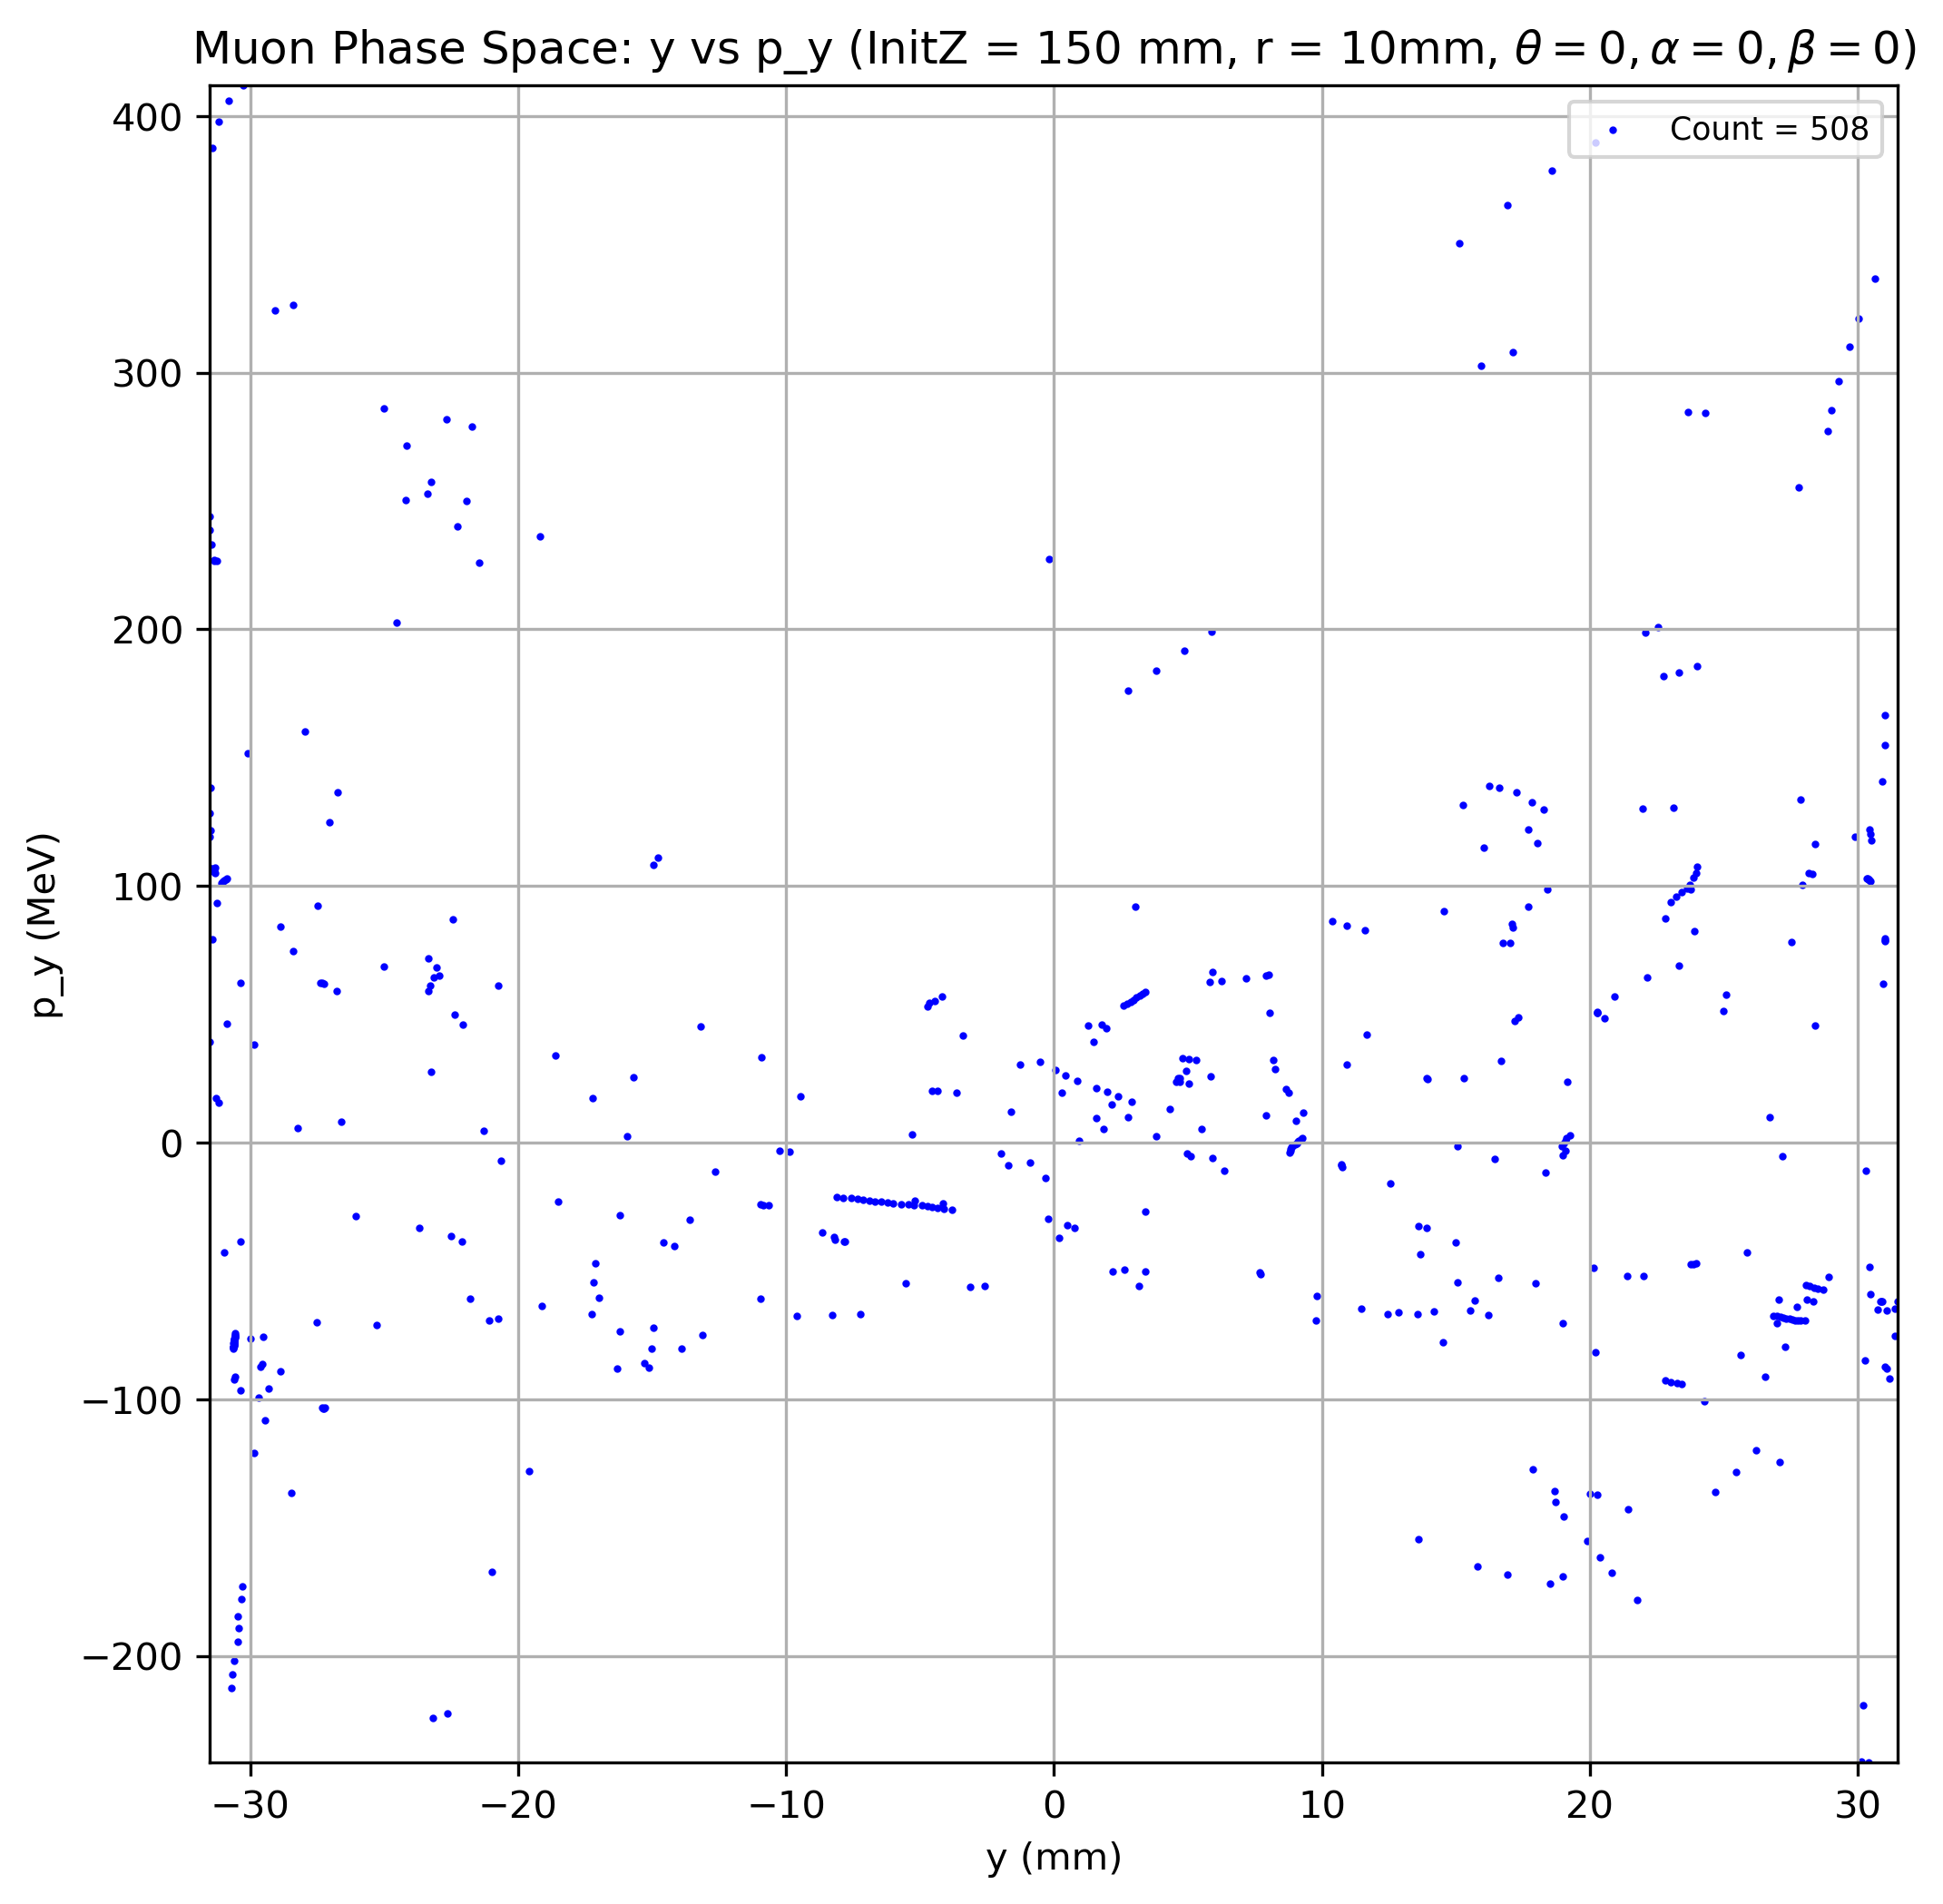 Muon Phase Space: y vs p_y (InitZ = 150 mm, r = 10mm, θ = 0, α = 0, β = 0)
Count = 508
400
300
200
100
0
−100
−200
p_y (MeV)
−30 −20 −10 0 10 20 30
y (mm)